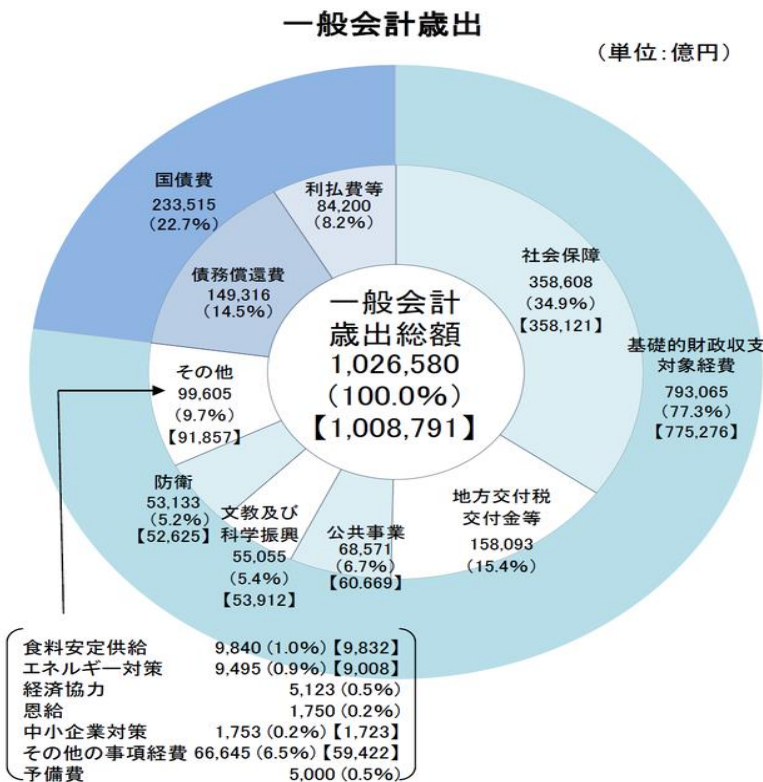 一般会計歳出
(単位:億円)
国債費
233,515
(22.7%)
利払費等
84,200
(8.2%)
債務償還費
149,316
(14.5%)
社会保障
358,608
(34.9%)
【358,121】
基礎的財政収支
対象経費
793,065
(77.3%)
【775,276】
一般会計
歳出総額
1,026,580
(100.0%)
【1,008,791】
その他
99,605
(9.7%)
【91,857】
防衛
53,133
(5.2%)
【52,625】
文教及び
科学振興
55,055
(5.4%)
【53,912】
公共事業
68,571
(6.7%)
【60.669】
地方交付税
交付金等
158,093
(15.4%)
食料安定供給 9,840 (1.0%)【9,832】
エネルギー対策 9,495 (0.9%)【9,008】
経済協力 5,123 (0.5%)
恩給 1,750 (0.2%)
中小企業対策 1,753 (0.2%)【1,723】
その他の事項経費 66,645 (6.5%)【59,422】
予備費 5,000 (0.5%)